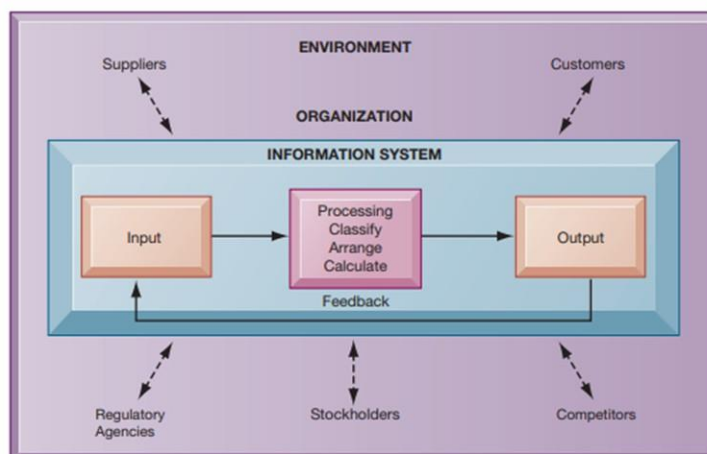 ENVIRONMENT
Suppliers
Customers
ORGANIZATION
INFORMATION SYSTEM
Input
Processing
Classify
Arrange
Calculate
Output
Feedback
Regulatory
Agencies
Stockholders
Competitors